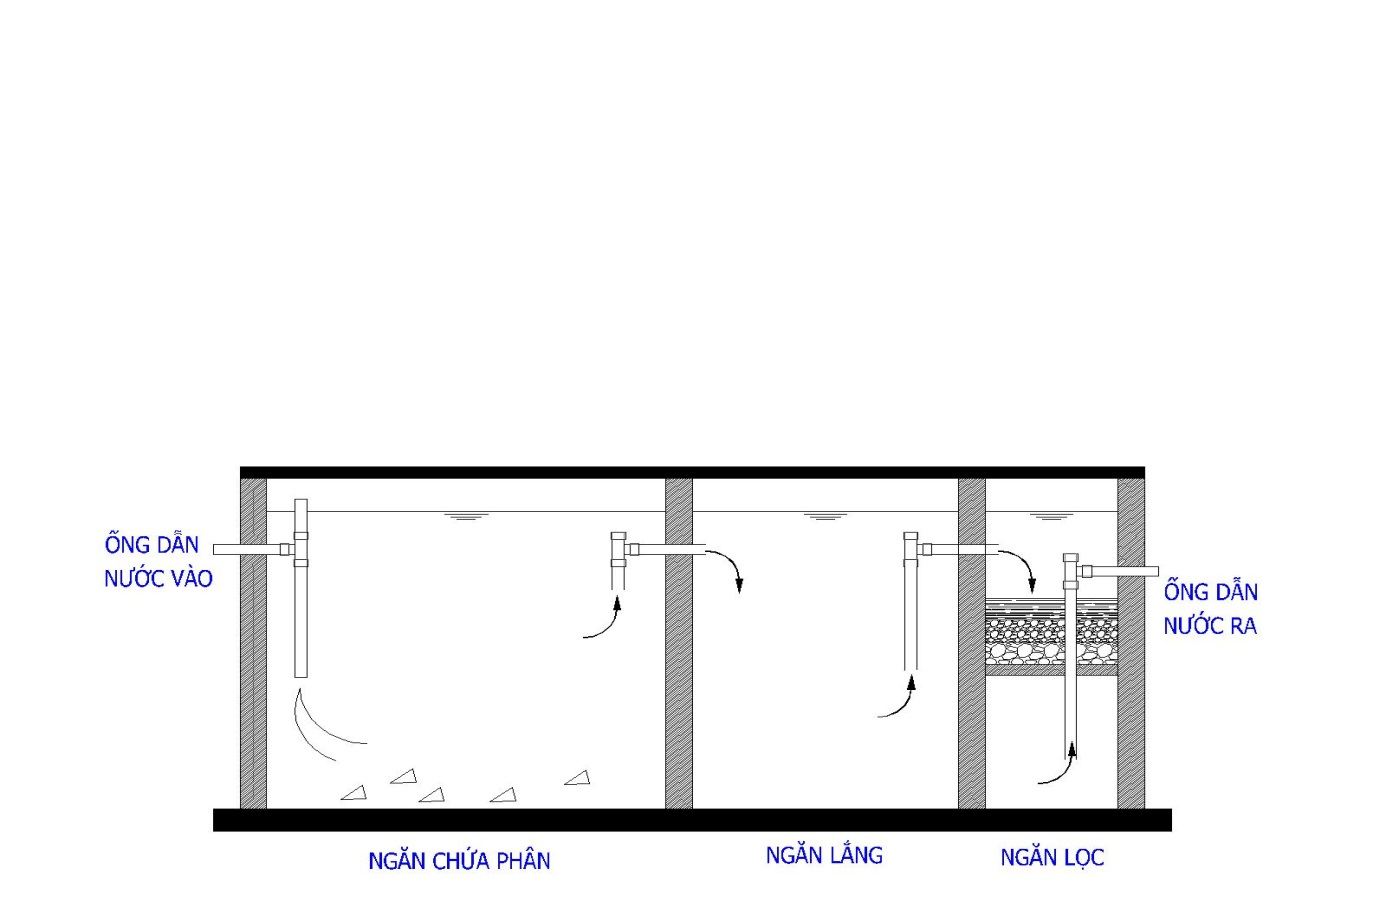 ỐNG DẪN
NƯỚC VÀO
ỐNG DẪN
NƯỚC RA
NGĂN CHỨA PHÂN
NGĂN LẮNG
NGĂN LỌC